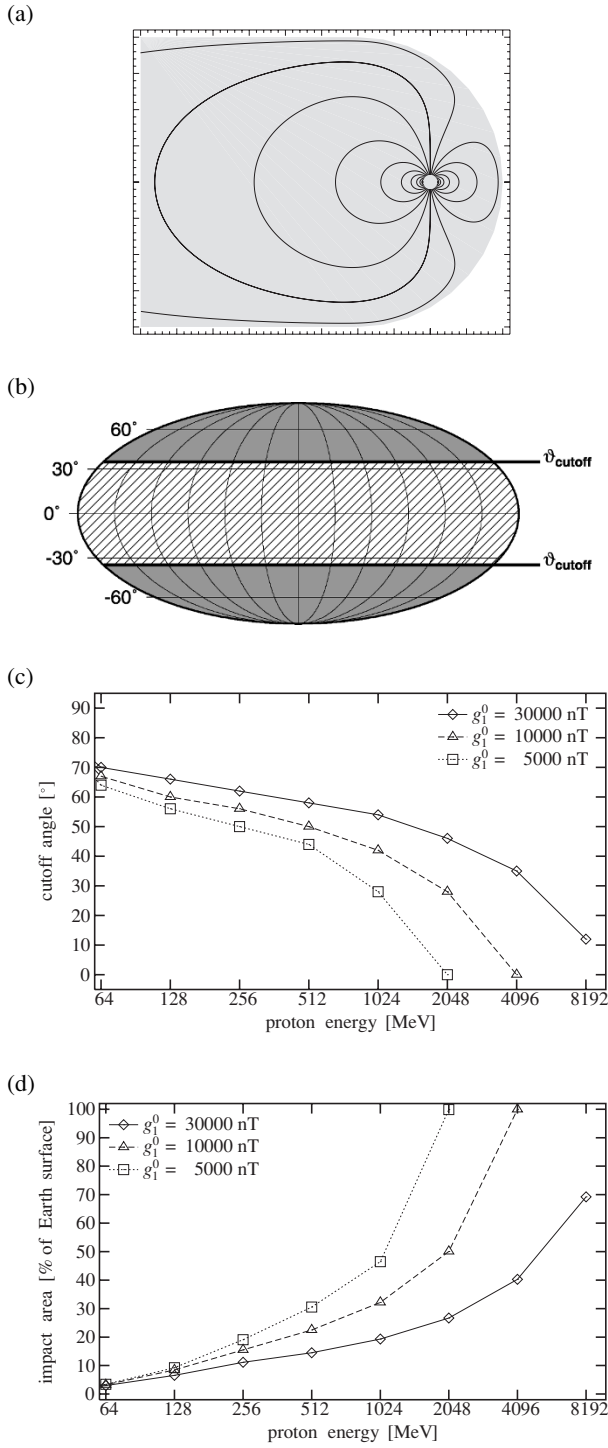 (a)
(b)
60°
30°
0°
-30°
-60°
ϑcutoff
ϑcutoff
(c)
cutoff angle [°]
90
80
70
60
50
40
30
20
10
0
g₁⁰ = 30000 nT
g₁⁰ = 10000 nT
g₁⁰ = 5000 nT
64 128 256 512 1024 2048 4096 8192
proton energy [MeV]
(d)
impact area [% of Earth surface]
100
90
80
70
60
50
40
30
20
10
0
g₁⁰ = 30000 nT
g₁⁰ = 10000 nT
g₁⁰ = 5000 nT
64 128 256 512 1024 2048 4096 8192
proton energy [MeV]